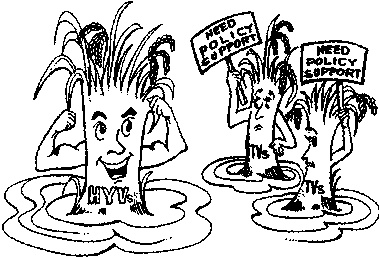 NEED
POLICY
SUPPORT
NEED
POLICY
SUPPORT
HYVs
TVs
TVs